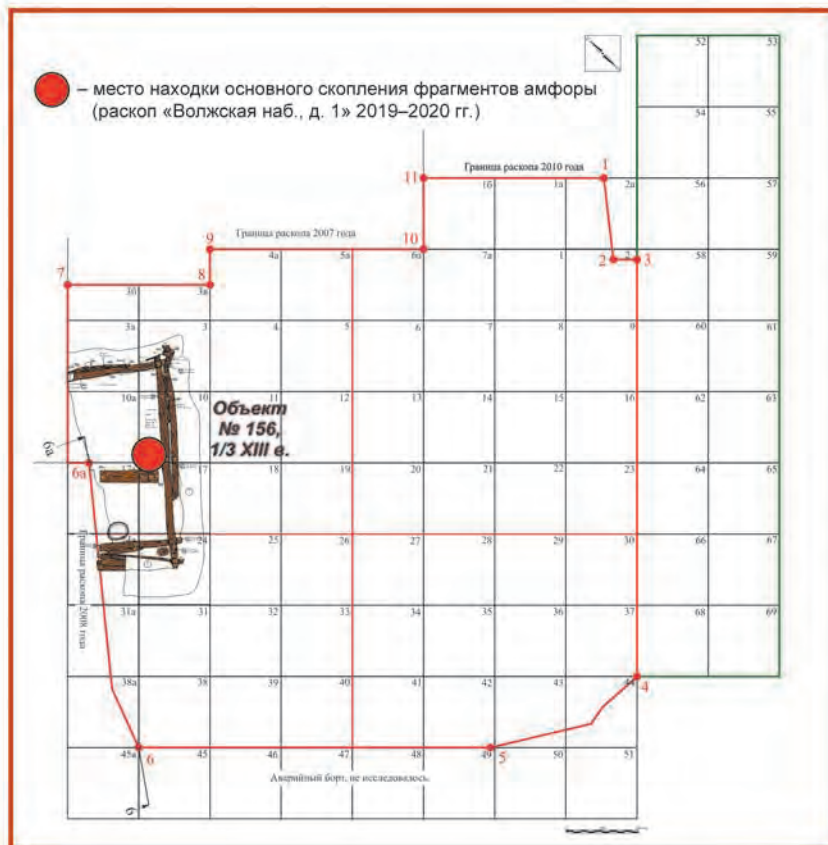 – место находки основного скопления фрагментов амфоры
(раскоп «Волжская наб., д. 1» 2019–2020 гг.)
52 53
54 55
11 Граница раскопа 2010 года 1
1б 1а 2а 56 57
9 Граница раскопа 2007 года 10
4а 5а 6а 7а 1 2 2 3 58 59
7 8
3б 3в
3а 3 4 5 6 7 8 9 60 61
10а 10 11 12 13 14 15 16 62 63
Объект
№ 156,
1/3 XIII в.
6а
6а 17 18 19 20 21 22 23 64 65
24 25 26 27 28 29 30 66 67
Граница раскопа 2008 года
31а 31 32 33 34 35 36 37 68 69
38а 38 39 40 41 42 43 44 4
45а 6 45 46 47 48 49 5 50 51
Аварийный борт, не исследовалось.
6